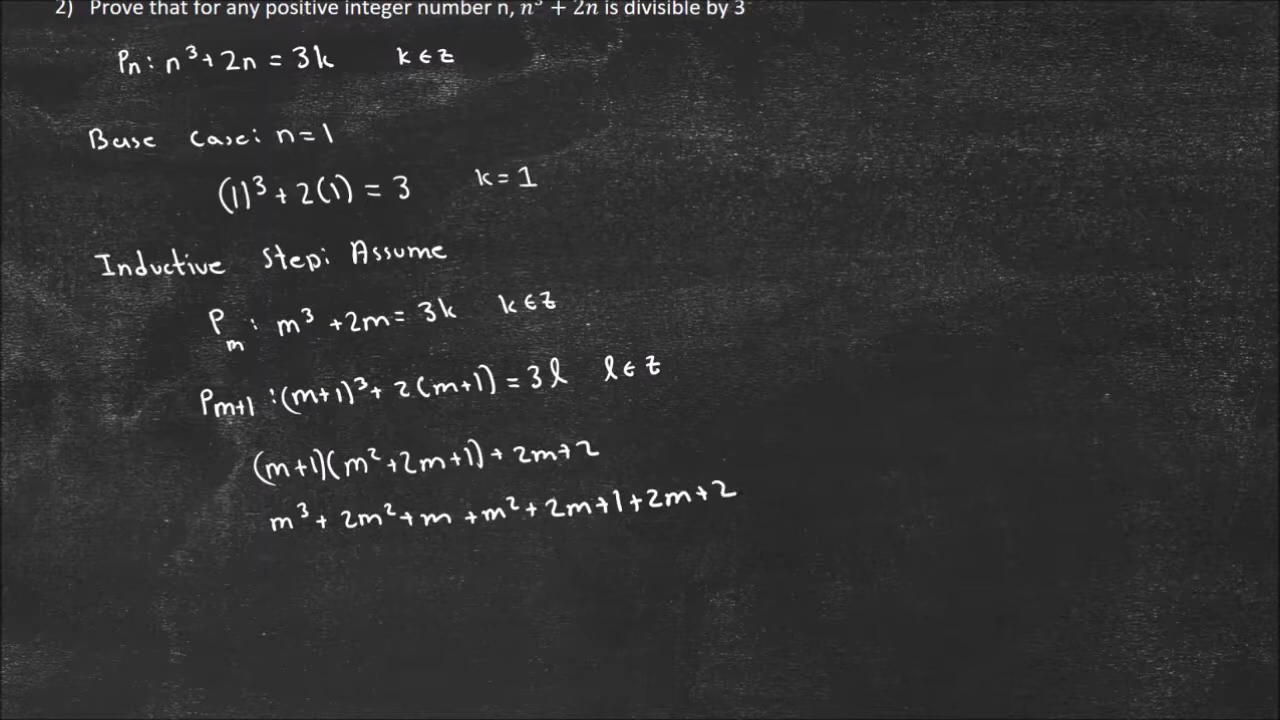 2) Prove that for any positive integer number n, n³ + 2n is divisible by 3
Pn: n³ + 2n = 3k k ∈ z
Base Case: n=1
(1)³ + 2(1) = 3 k = 1
Inductive Step: Assume
Pm: m³ + 2m = 3k k ∈ z
Pm+1: (m+1)³ + 2(m+1) = 3l l ∈ z
(m+1)(m² + 2m + 1) + 2m + 2
m³ + 2m² + m + m² + 2m + 1 + 2m + 2